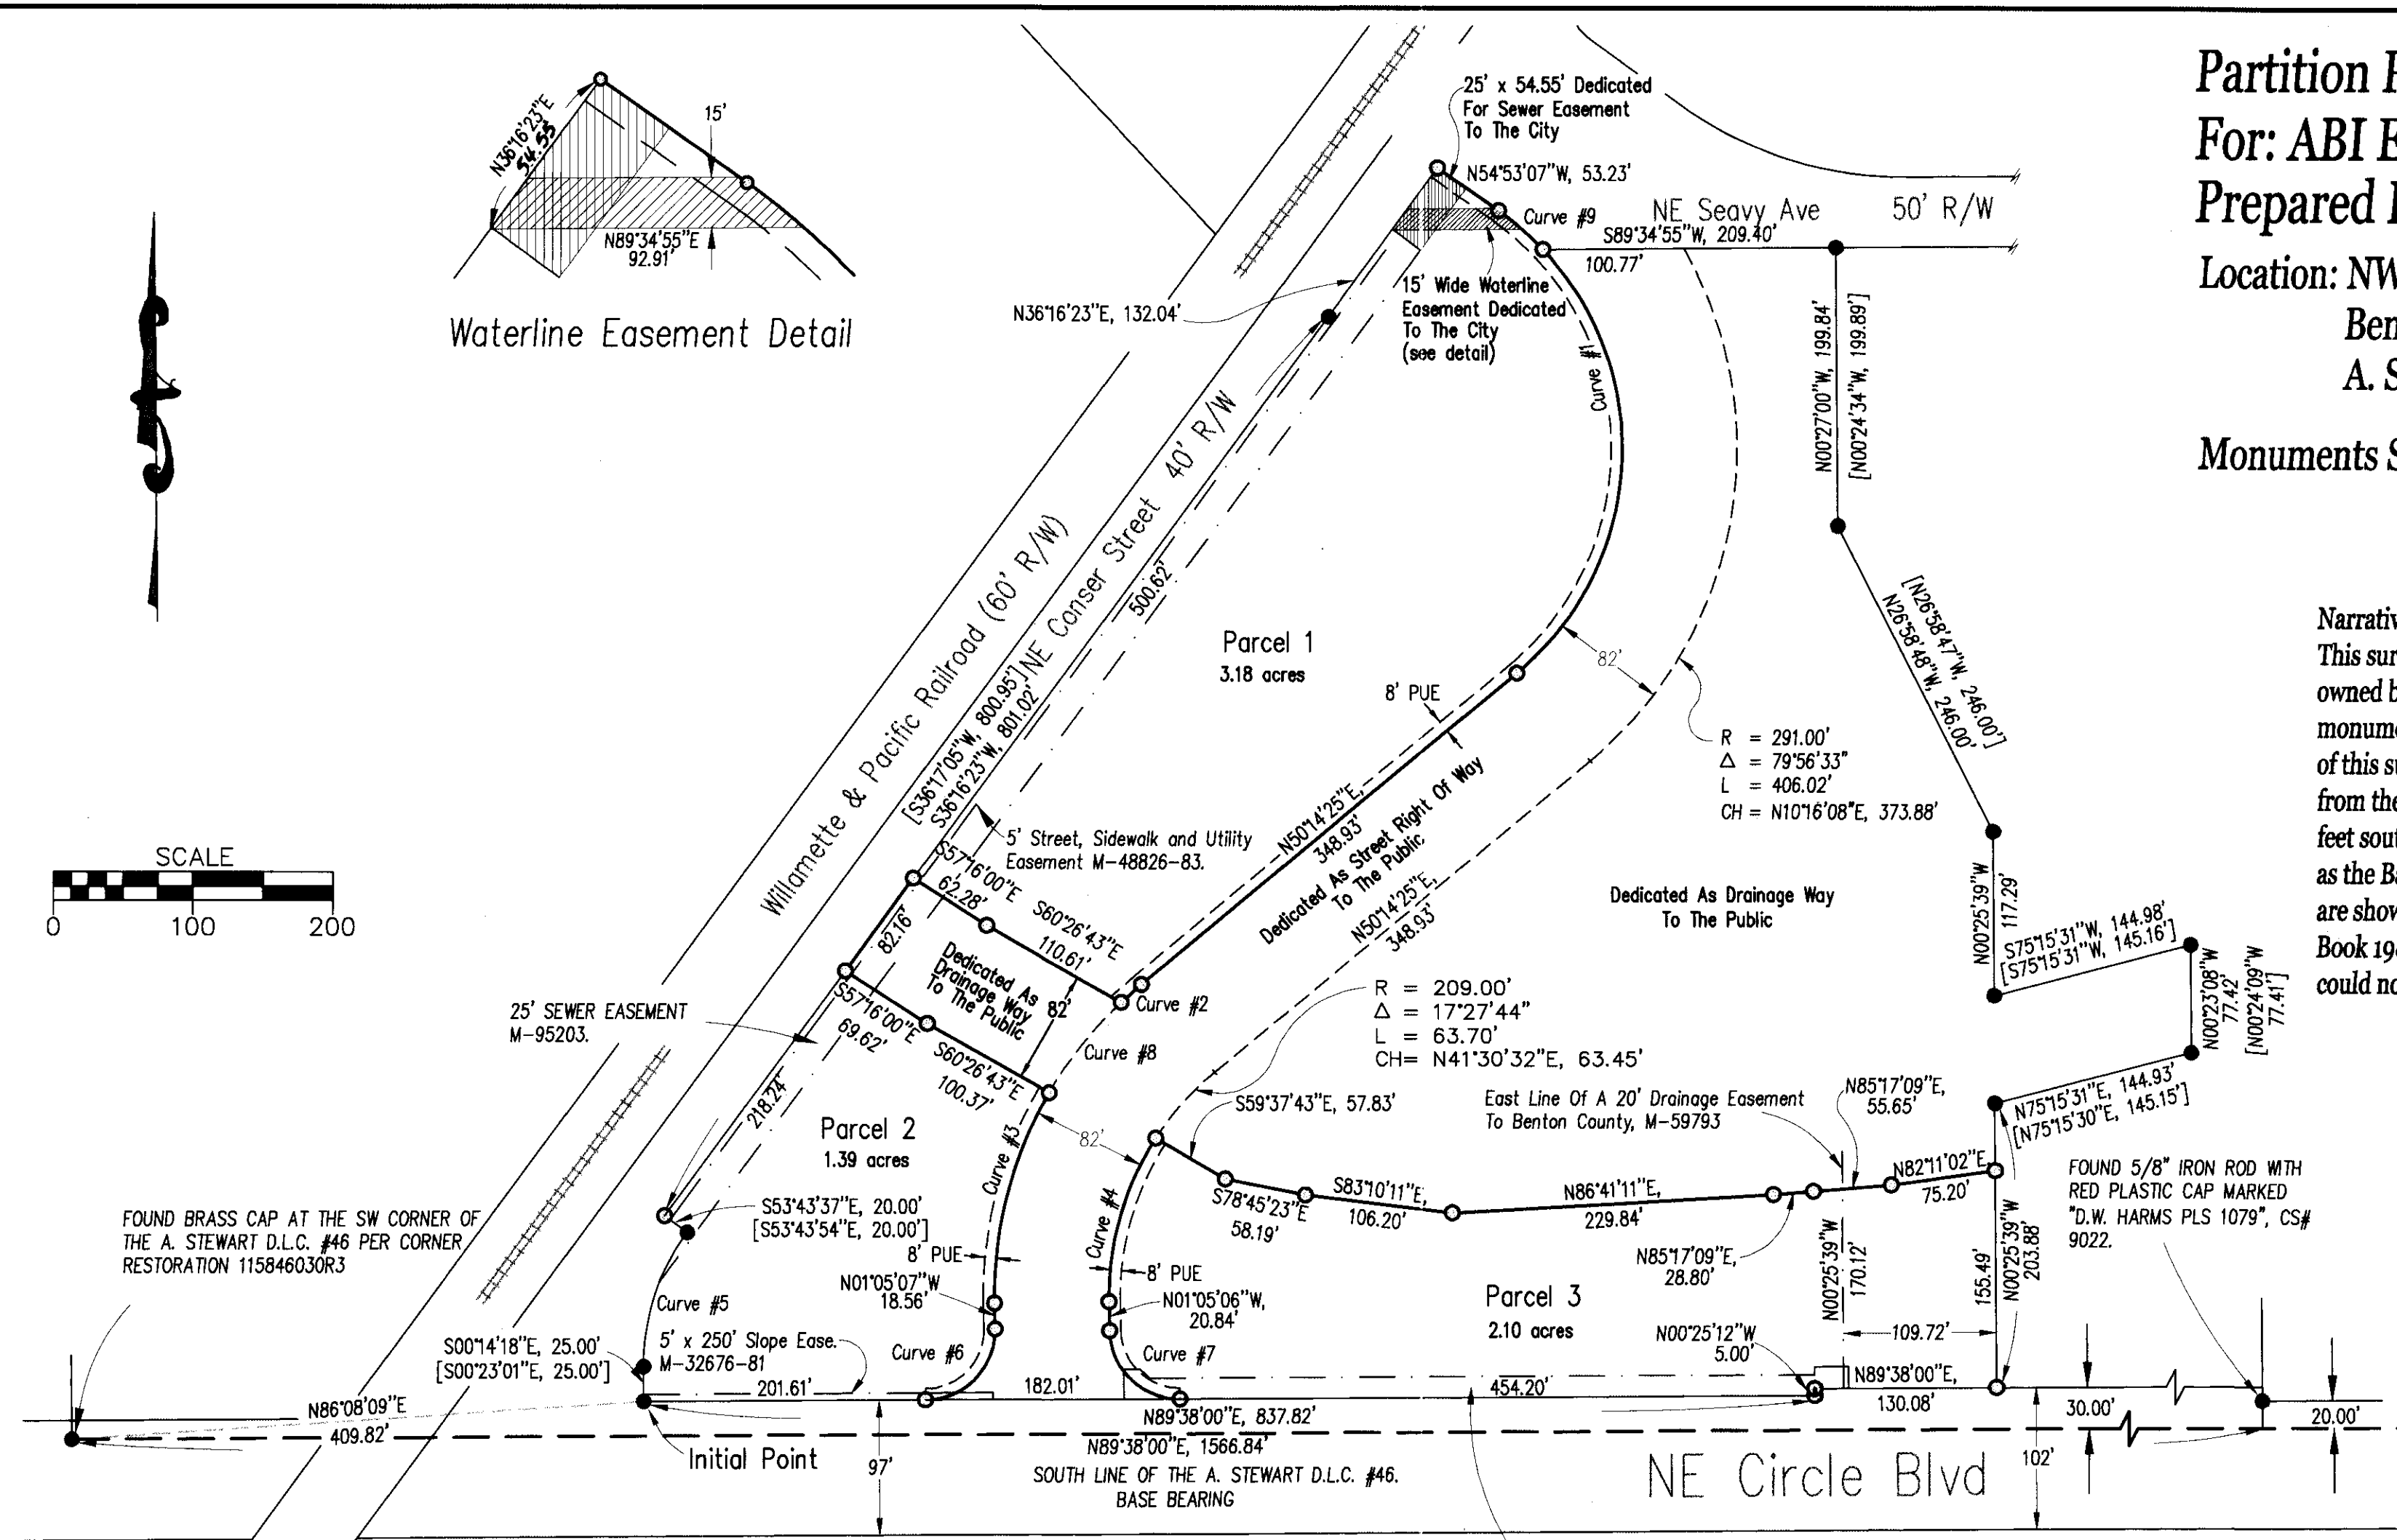 Partition P
For: ABI E
Prepared
Location: NW
Ben
A. S
Monuments S
Narrativ
This sur
owned b
monum
of this su
from the
feet sout
as the Ba
are show
Book 198
could no
N36°16'23"E
54.55
15'
N89°34'55"E
92.91'
Waterline Easement Detail
25' x 54.55' Dedicated
For Sewer Easement
To The City
N54°53'07"W, 53.23'
Curve #9
NE Seavy Ave
50' R/W
S89°34'55"W, 209.40'
100.77'
15' Wide Waterline
Easement Dedicated
To The City
(see detail)
N36°16'23"E, 132.04'
Curve #1
N00°27'00"W, 199.84'
[N00°24'34"W, 199.89']
[N26°58'47"W, 246.00']
N26°58'48"W, 246.00'
Willamette & Pacific Railroad (60' R/W)
NE Conser Street 40' R/W
[S36°17'05"W, 800.95']
S36°16'23"W, 801.02'
500.62'
Parcel 1
3.18 acres
8' PUE
82'
R = 291.00'
Δ = 79°56'33"
L = 406.02'
CH = N10°16'08"E, 373.88'
SCALE
0 100 200
5' Street, Sidewalk and Utility
Easement M-48826-83.
N50°14'25"E,
348.93'
Dedicated As Street Right Of Way
To The Public
N50°14'25"E,
348.93'
Dedicated As Drainage Way
To The Public
N00°25'39"W
117.29'
S75°15'31"W, 144.98'
[S75°15'31"W, 145.16']
N00°23'08"W
77.42'
[N00°24'09"W
77.41']
S57°16'00"E
62.28'
S60°26'43"E
110.61'
82.16'
Dedicated As
Drainage Way
To The Public
82'
Curve #2
S57°16'00"E
69.62'
S60°26'43"E
100.37'
Curve #8
25' SEWER EASEMENT
M-95203.
R = 209.00'
Δ = 17°27'44"
L = 63.70'
CH= N41°30'32"E, 63.45'
East Line Of A 20' Drainage Easement
To Benton County, M-59793
N85°17'09"E,
55.65'
S59°37'43"E, 57.83'
N75°15'31"E, 144.93'
[N75°15'30"E, 145.15']
218.24'
Parcel 2
1.39 acres
Curve #3
82'
Curve #4
S78°45'23"E
58.19'
S83°10'11"E,
106.20'
N86°41'11"E,
229.84'
N82°11'02"E,
75.20'
FOUND 5/8" IRON ROD WITH
RED PLASTIC CAP MARKED
"D.W. HARMS PLS 1079", CS#
9022.
FOUND BRASS CAP AT THE SW CORNER OF
THE A. STEWART D.L.C. #46 PER CORNER
RESTORATION 115846030R3
S53°43'37"E, 20.00'
[S53°43'54"E, 20.00']
8' PUE
N01°05'07"W
18.56'
8' PUE
N01°05'06"W,
20.84'
N85°17'09"E,
28.80'
N00°25'39"W
170.12'
155.49'
N00°25'39"W
203.88'
Curve #5
S00°14'18"E, 25.00'
[S00°23'01"E, 25.00']
5' x 250' Slope Ease.
M-32676-81
Curve #6
Curve #7
Parcel 3
2.10 acres
N00°25'12"W
5.00'
109.72'
N89°38'00"E,
130.08'
201.61'
182.01'
454.20'
N89°38'00"E, 837.82'
30.00'
20.00'
N86°08'09"E
409.82'
Initial Point
97'
N89°38'00"E, 1566.84'
SOUTH LINE OF THE A. STEWART D.L.C. #46.
BASE BEARING
NE Circle Blvd
102'